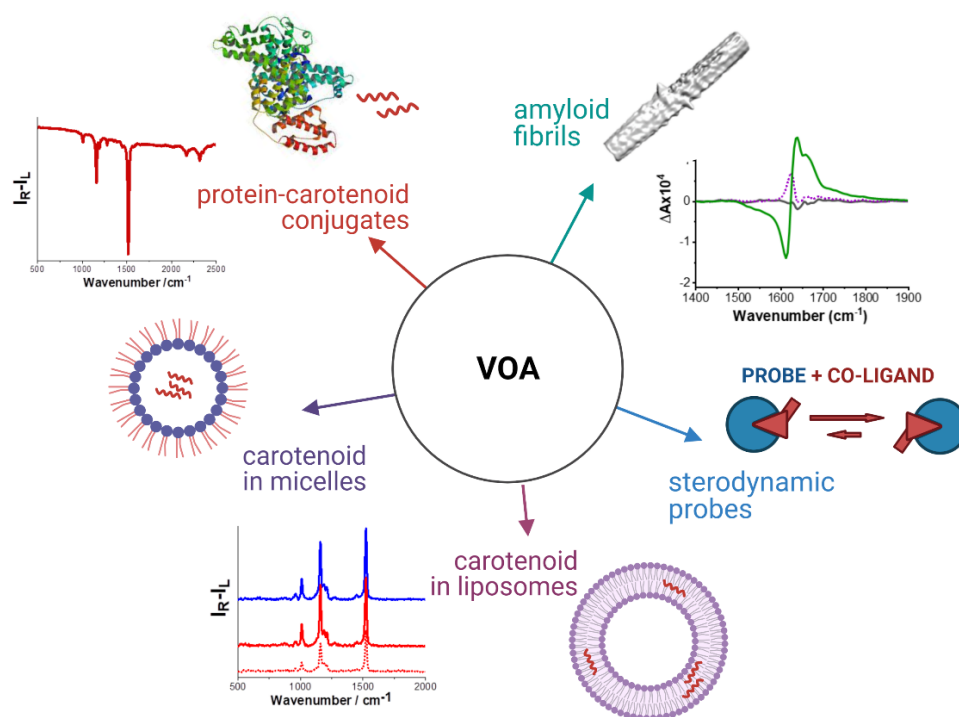 amyloid
fibrils
I_R-I_L
500 1000 1500 2000 2500
Wavenumber /cm⁻¹
protein-carotenoid
conjugates
ΔAx10⁴
0
-1
-2
1400 1500 1600 1700 1800 1900
Wavenumber (cm⁻¹)
VOA
PROBE + CO-LIGAND
carotenoid
in micelles
sterodynamic
probes
carotenoid
in liposomes
I_R-I_L
500 1000 1500 2000
Wavenumber / cm⁻¹